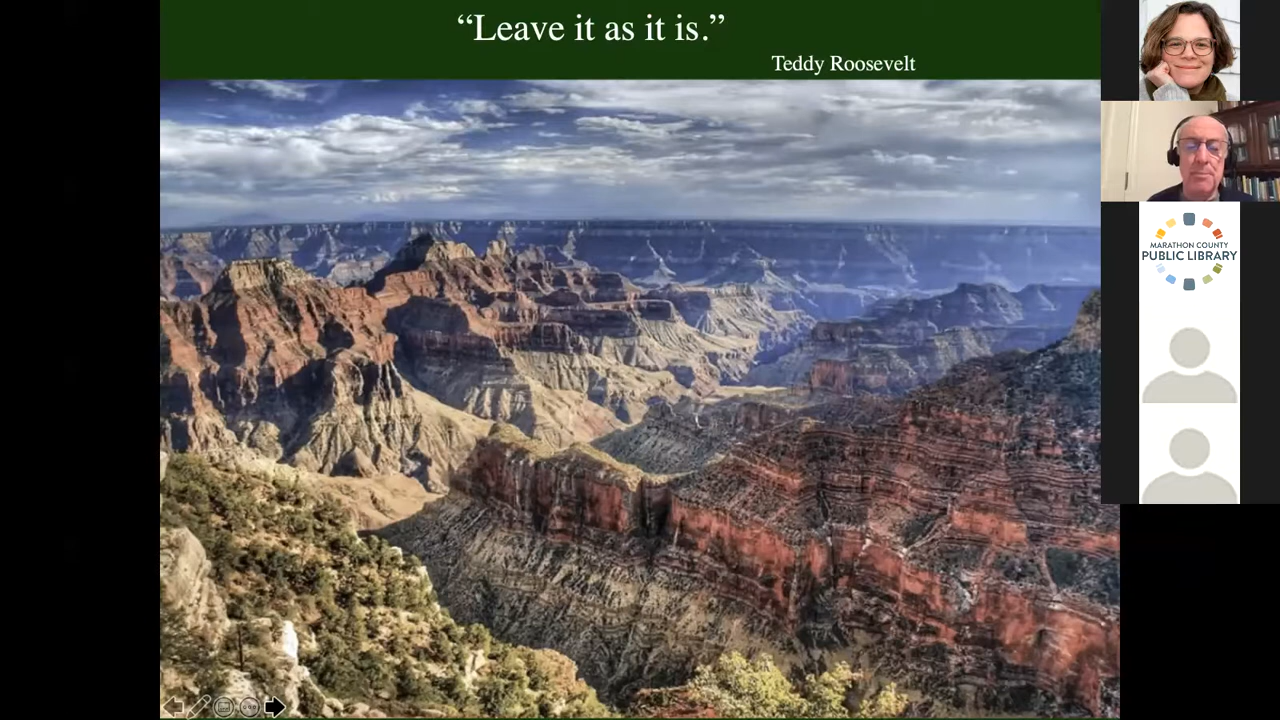 “Leave it as it is.”
Teddy Roosevelt
MARATHON COUNTY
PUBLIC LIBRARY